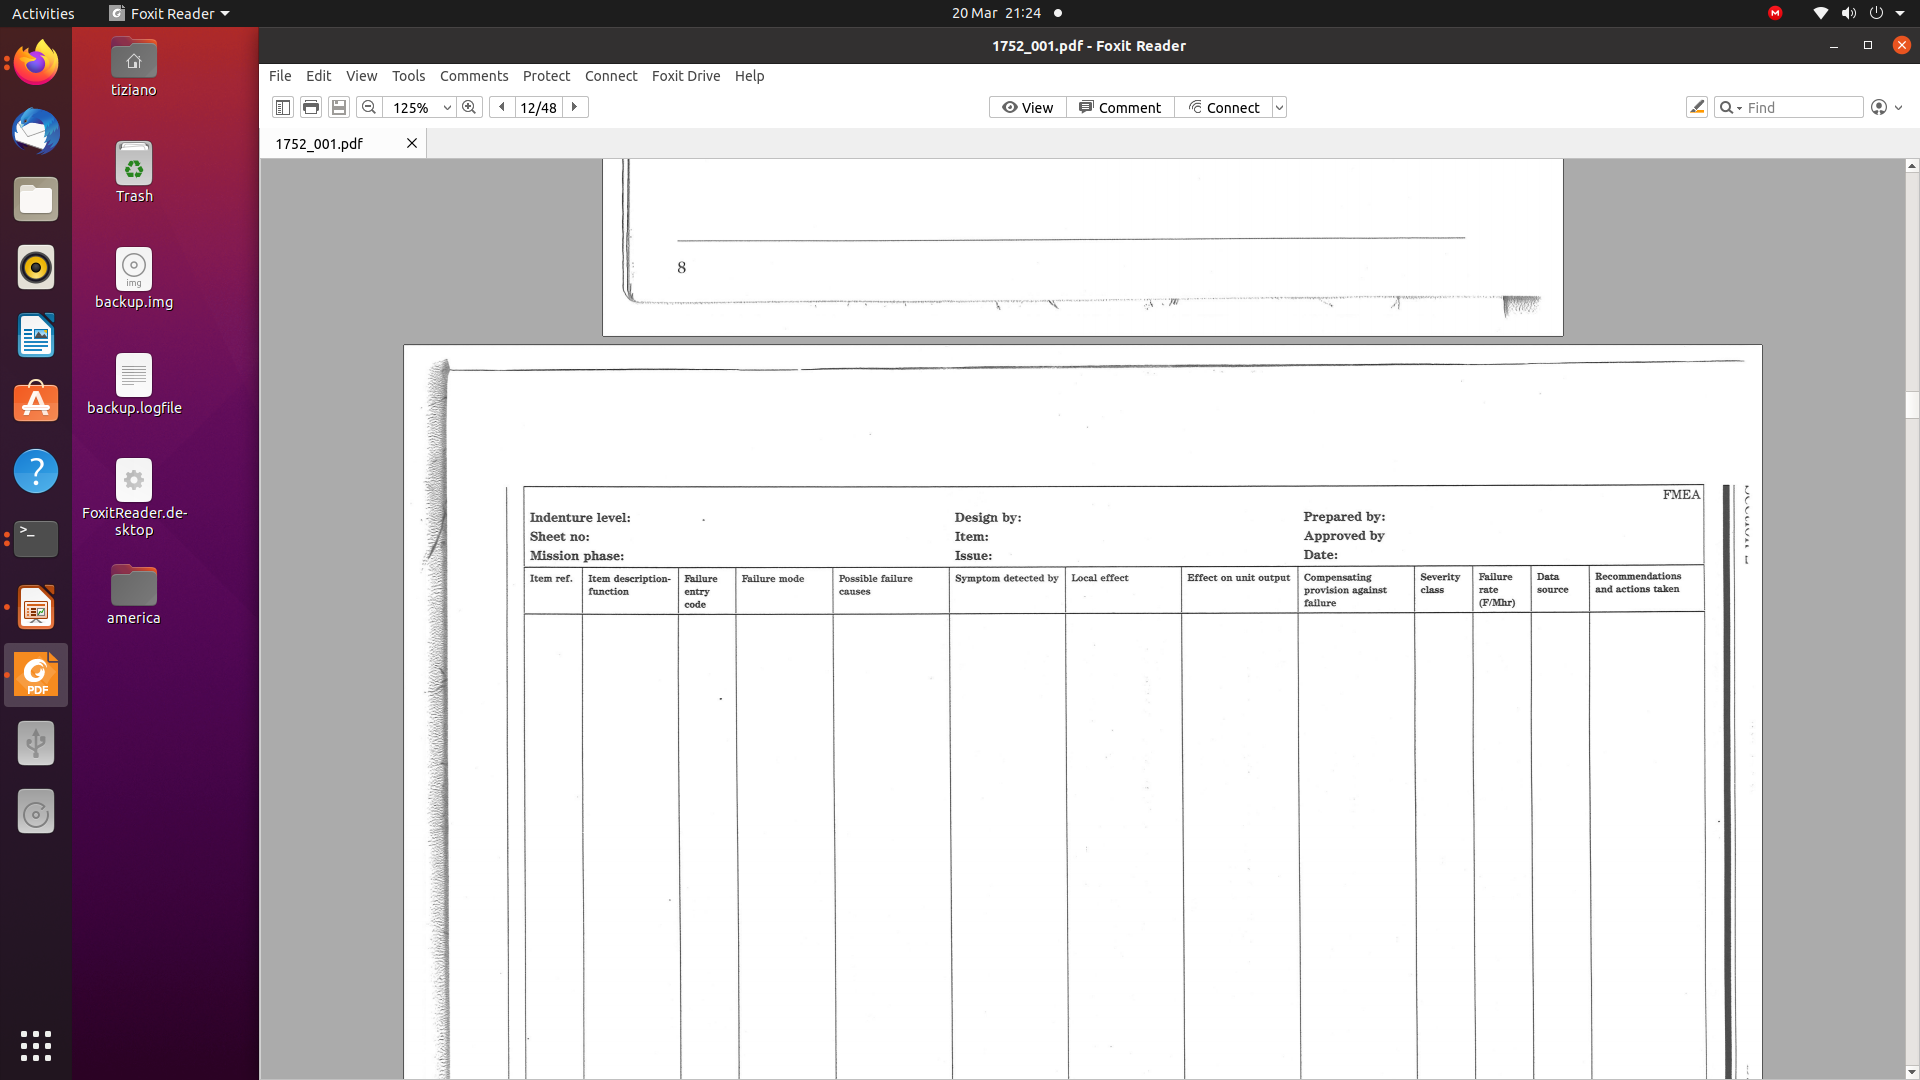 Activities
Foxit Reader
20 Mar 21:24
M
1752_001.pdf - Foxit Reader
File Edit View Tools Comments Protect Connect Foxit Drive Help
125%
12/48
View
Comment
Connect
Find
1752_001.pdf
tiziano
Trash
img
backup.img
backup.logfile
FoxitReader.de-
sktop
america
>_
?
PDF
8
FMEA
Indenture level:
Sheet no:
Mission phase:
Design by:
Item:
Issue:
Prepared by:
Approved by
Date:
Item ref.
Item description-
function
Failure
entry
code
Failure mode
Possible failure
causes
Symptom detected by
Local effect
Effect on unit output
Compensating
provision against
failure
Severity
class
Failure
rate
(F/Mhr)
Data
source
Recommendations
and actions taken